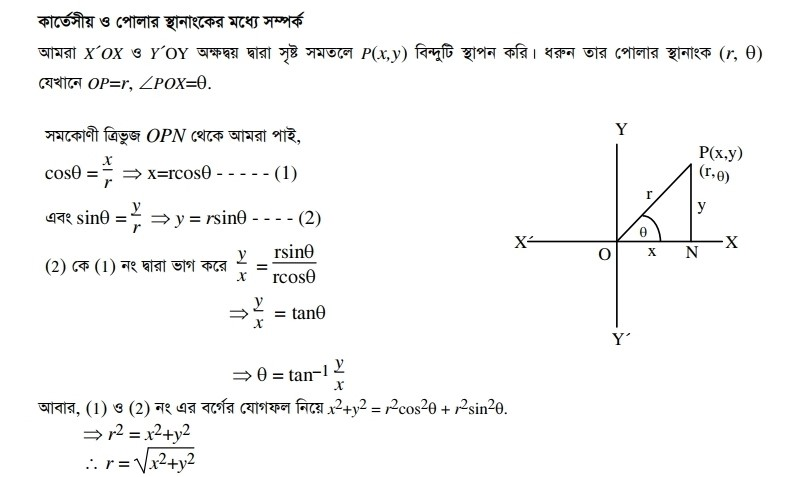 কার্তেসীয় ও পোলার স্থানাংকের মধ্যে সম্পর্ক
আমরা X´OX ও Y´OY অক্ষদ্বয় দ্বারা সৃষ্ট সমতলে P(x,y) বিন্দুটি স্থাপন করি। ধরুন তার পোলার স্থানাংক (r, θ)
যেখানে OP=r, ∠POX=θ.
সমকোণী ত্রিভুজ OPN থেকে আমরা পাই,
cosθ = x/r ⇒ x=rcosθ - - - - - (1)
এবং sinθ = y/r ⇒ y = rsinθ - - - - (2)
(2) কে (1) নং দ্বারা ভাগ করে y/x = rsinθ/rcosθ
⇒ y/x = tanθ
⇒ θ = tan⁻¹ y/x
আবার, (1) ও (2) নং এর বর্গের যোগফল নিয়ে x²+y² = r²cos²θ + r²sin²θ.
⇒ r² = x²+y²
∴ r = √(x²+y²)
Y
P(x,y)
(r,θ)
r
y
θ
X´
O
x
N
X
Y´